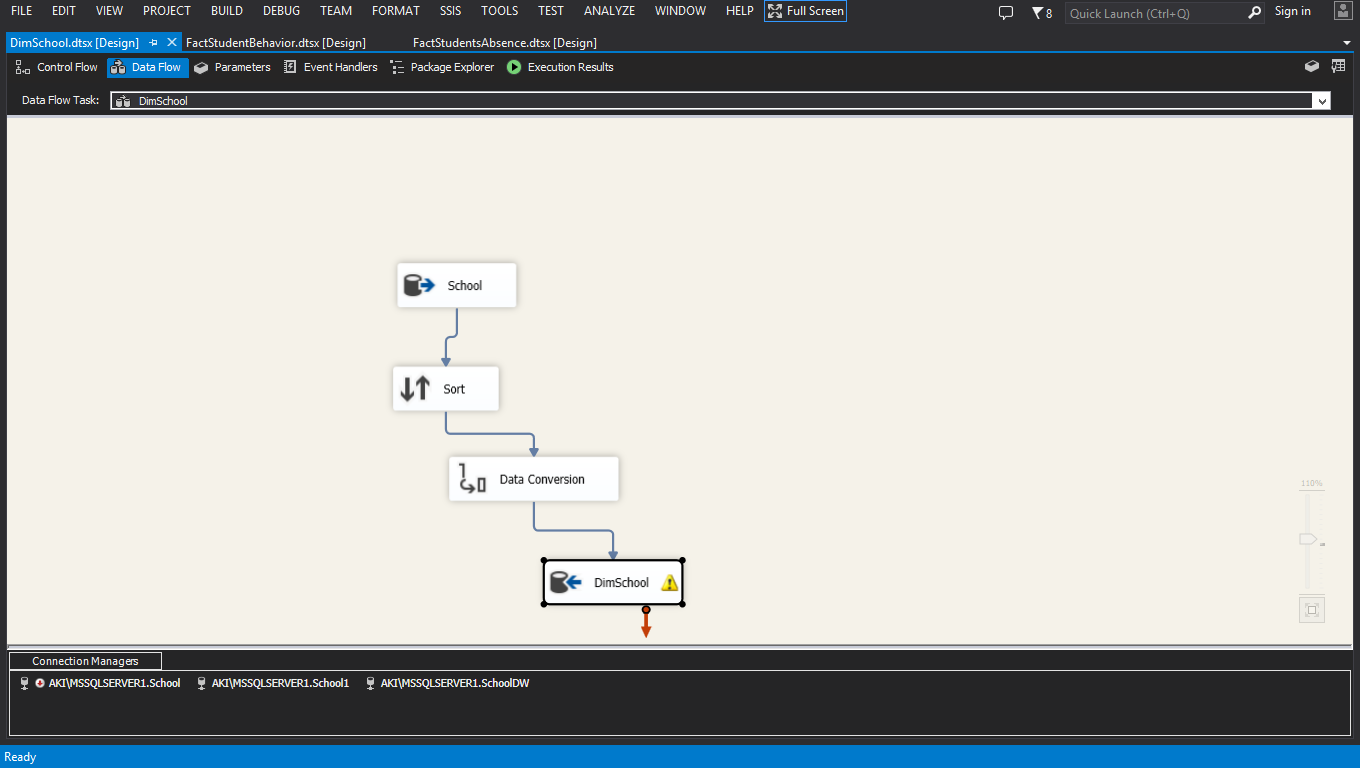 FILE EDIT VIEW PROJECT BUILD DEBUG TEAM FORMAT SSIS TOOLS TEST ANALYZE WINDOW HELP Full Screen 8 Quick Launch (Ctrl+Q) Sign in
DimSchool.dtsx [Design] FactStudentBehavior.dtsx [Design] FactStudentsAbsence.dtsx [Design]
Control Flow Data Flow Parameters Event Handlers Package Explorer Execution Results
Data Flow Task: DimSchool
School
Sort
Data Conversion
110%
DimSchool
Connection Managers
AKI\MSSQLSERVER1.School AKI\MSSQLSERVER1.School1 AKI\MSSQLSERVER1.SchoolDW
Ready